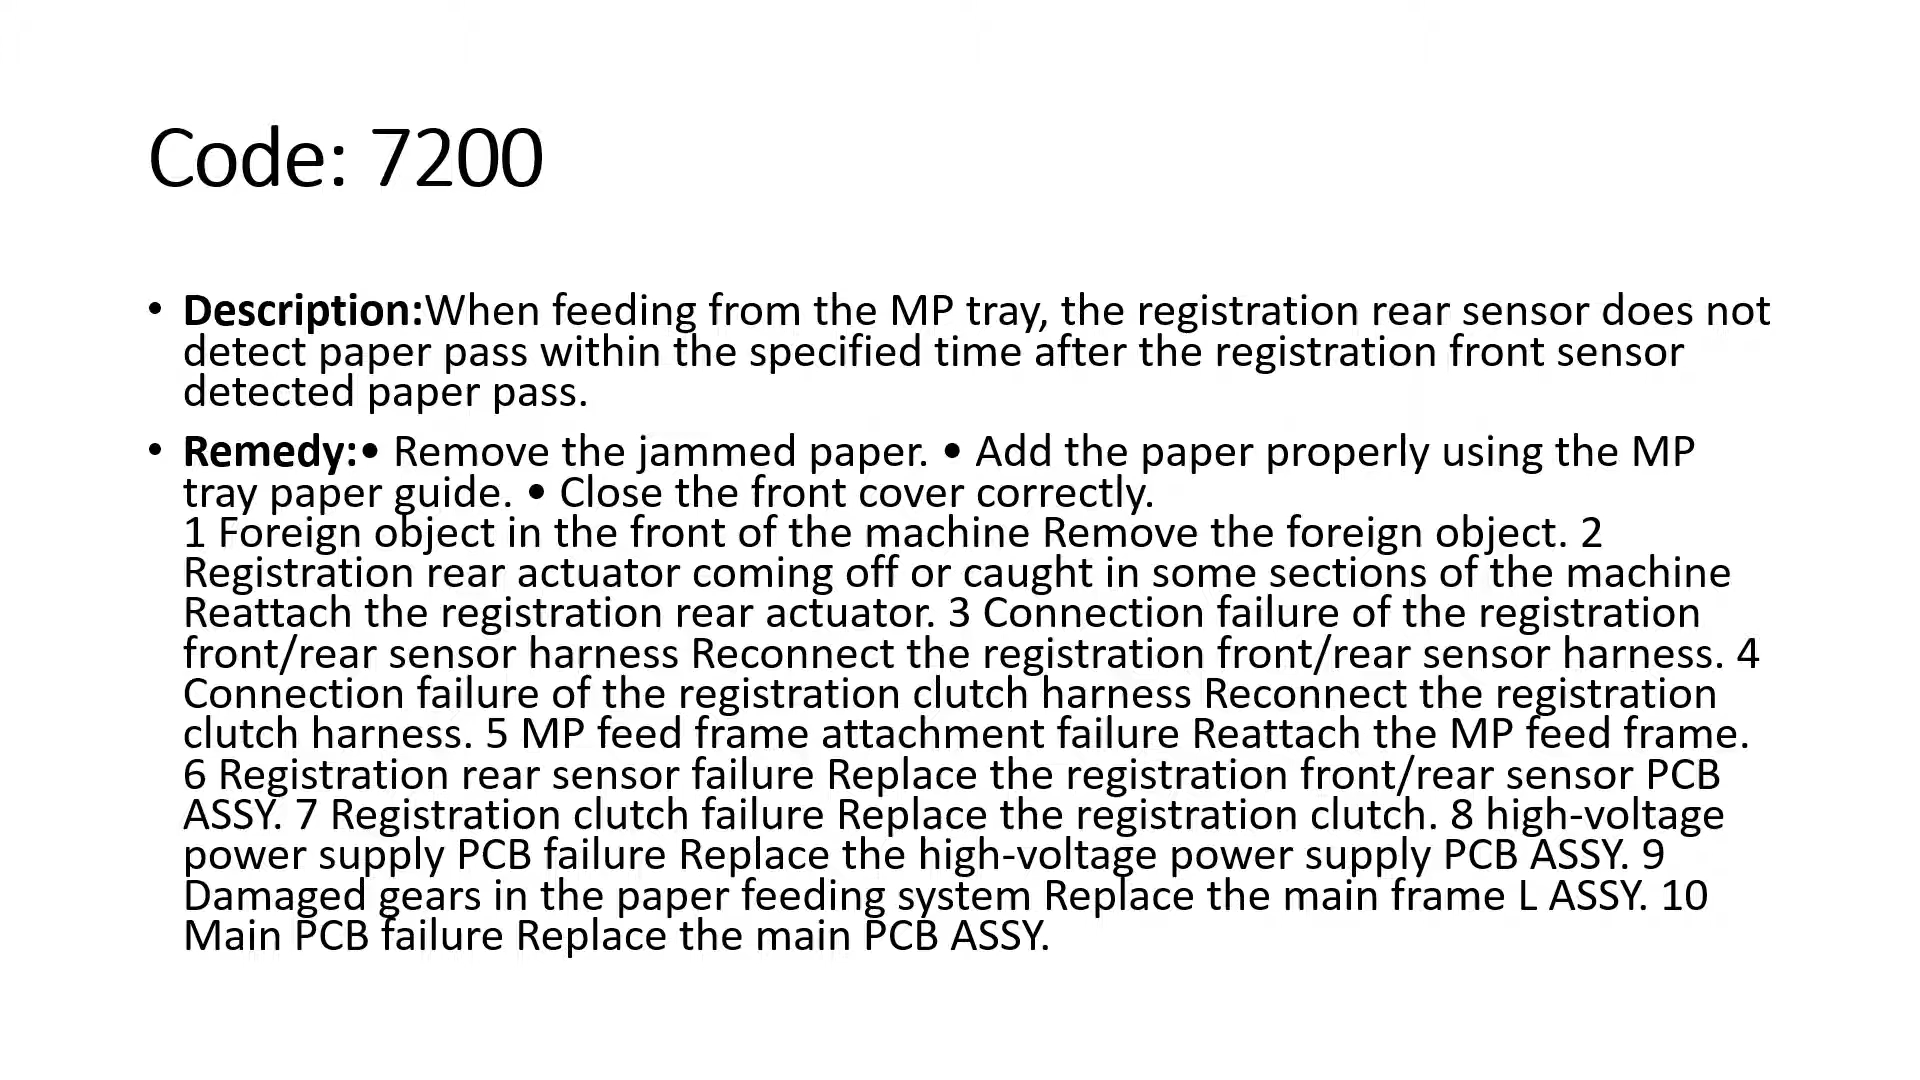 Code: 7200
• Description:When feeding from the MP tray, the registration rear sensor does not
detect paper pass within the specified time after the registration front sensor
detected paper pass.
• Remedy:• Remove the jammed paper. • Add the paper properly using the MP
tray paper guide. • Close the front cover correctly.
1 Foreign object in the front of the machine Remove the foreign object. 2
Registration rear actuator coming off or caught in some sections of the machine
Reattach the registration rear actuator. 3 Connection failure of the registration
front/rear sensor harness Reconnect the registration front/rear sensor harness. 4
Connection failure of the registration clutch harness Reconnect the registration
clutch harness. 5 MP feed frame attachment failure Reattach the MP feed frame.
6 Registration rear sensor failure Replace the registration front/rear sensor PCB
ASSY. 7 Registration clutch failure Replace the registration clutch. 8 high-voltage
power supply PCB failure Replace the high-voltage power supply PCB ASSY. 9
Damaged gears in the paper feeding system Replace the main frame L ASSY. 10
Main PCB failure Replace the main PCB ASSY.